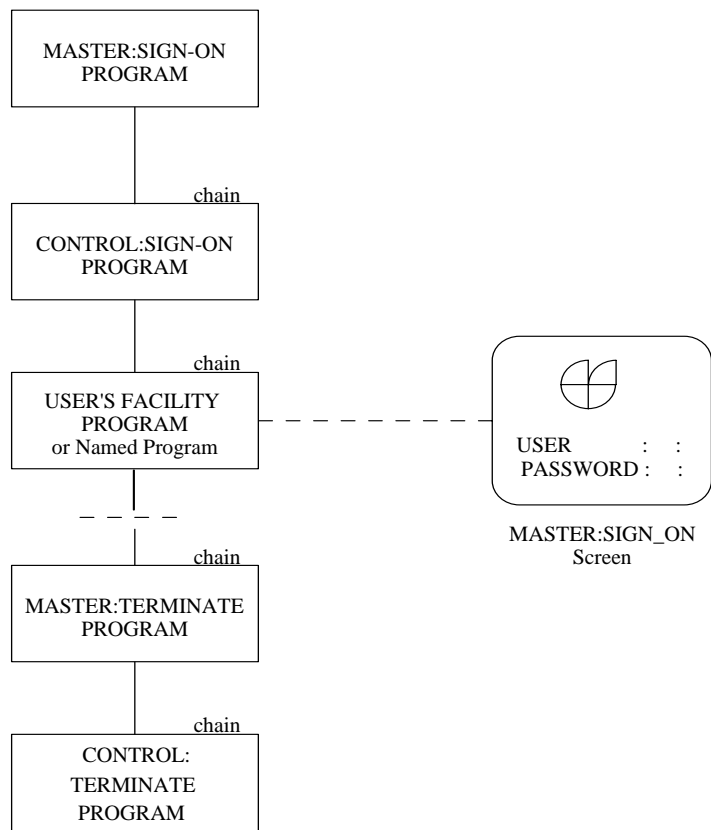 MASTER:SIGN-ON
PROGRAM
chain
CONTROL:SIGN-ON
PROGRAM
chain
USER'S FACILITY
PROGRAM
or Named Program
USER : :
PASSWORD : :
MASTER:SIGN_ON
Screen
chain
MASTER:TERMINATE
PROGRAM
chain
CONTROL:
TERMINATE
PROGRAM